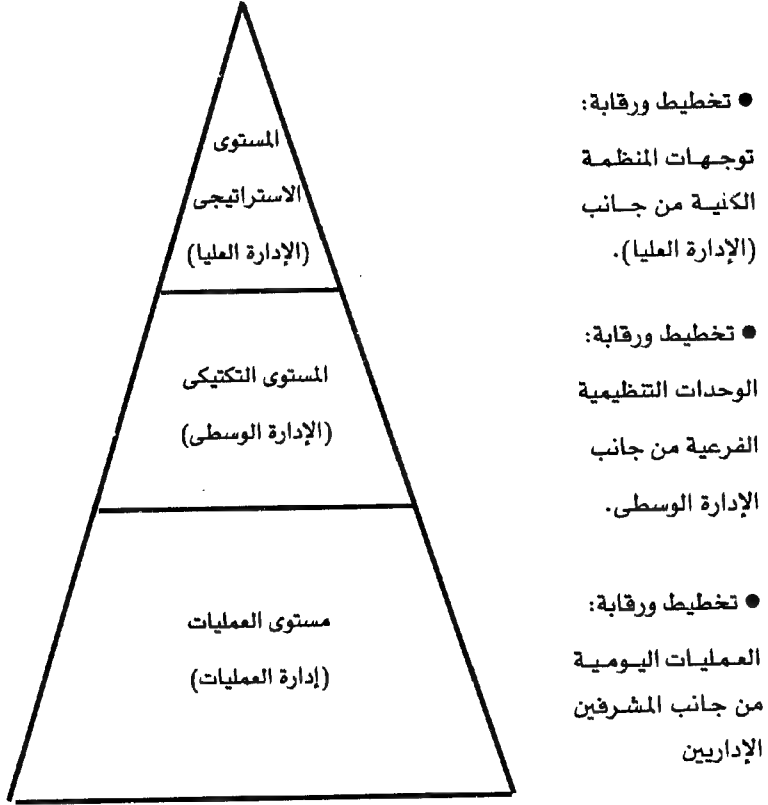 المستوى
الاستراتيجى
(الإدارة العليا)
المستوى التكتيكى
(الإدارة الوسطى)
مستوى العمليات
(إدارة العمليات)
● تخطيط ورقابة:
توجهات المنظمة
الكلية من جانب
(الإدارة العليا).
● تخطيط ورقابة:
الوحدات التنظيمية
الفرعية من جانب
الإدارة الوسطى.
● تخطيط ورقابة:
العمليات اليومية
من جانب المشرفين
الإداريين